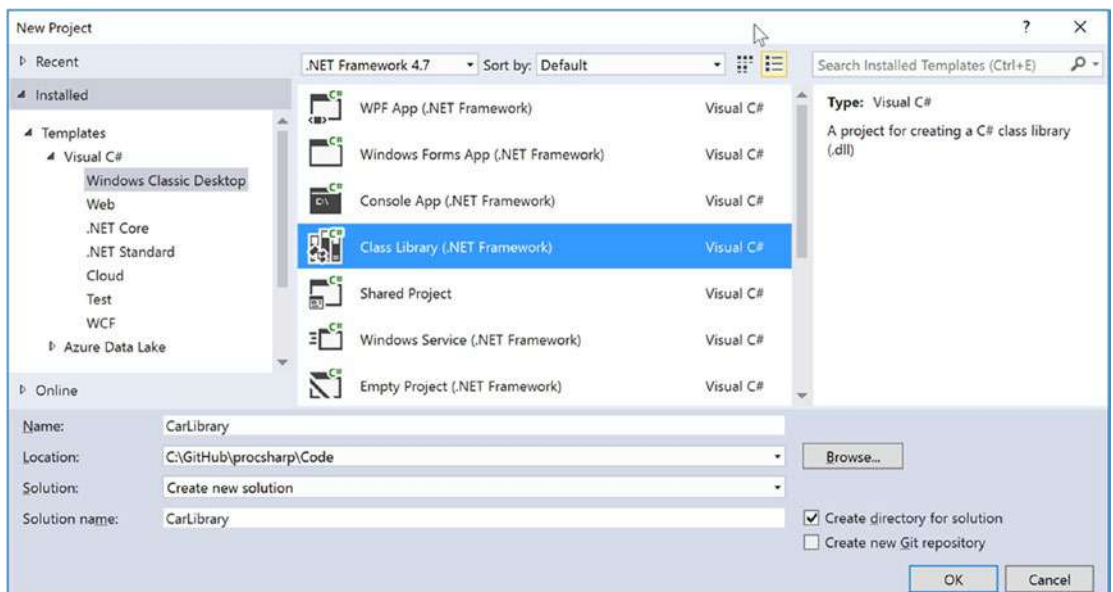 New Project
? ×
Recent
.NET Framework 4.7 Sort by: Default
Search Installed Templates (Ctrl+E)
Installed
Templates
Visual C#
Windows Classic Desktop
Web
.NET Core
.NET Standard
Cloud
Test
WCF
Azure Data Lake
Online
C# WPF App (.NET Framework) Visual C#
C# Windows Forms App (.NET Framework) Visual C#
C# Console App (.NET Framework) Visual C#
C# Class Library (.NET Framework) Visual C#
C# Shared Project Visual C#
C# Windows Service (.NET Framework) Visual C#
C# Empty Project (.NET Framework) Visual C#
Type: Visual C#
A project for creating a C# class library
(.dll)
Name: CarLibrary
Location: C:\GitHub\procsharp\Code Browse...
Solution: Create new solution
Solution name: CarLibrary
Create directory for solution
Create new Git repository
OK Cancel